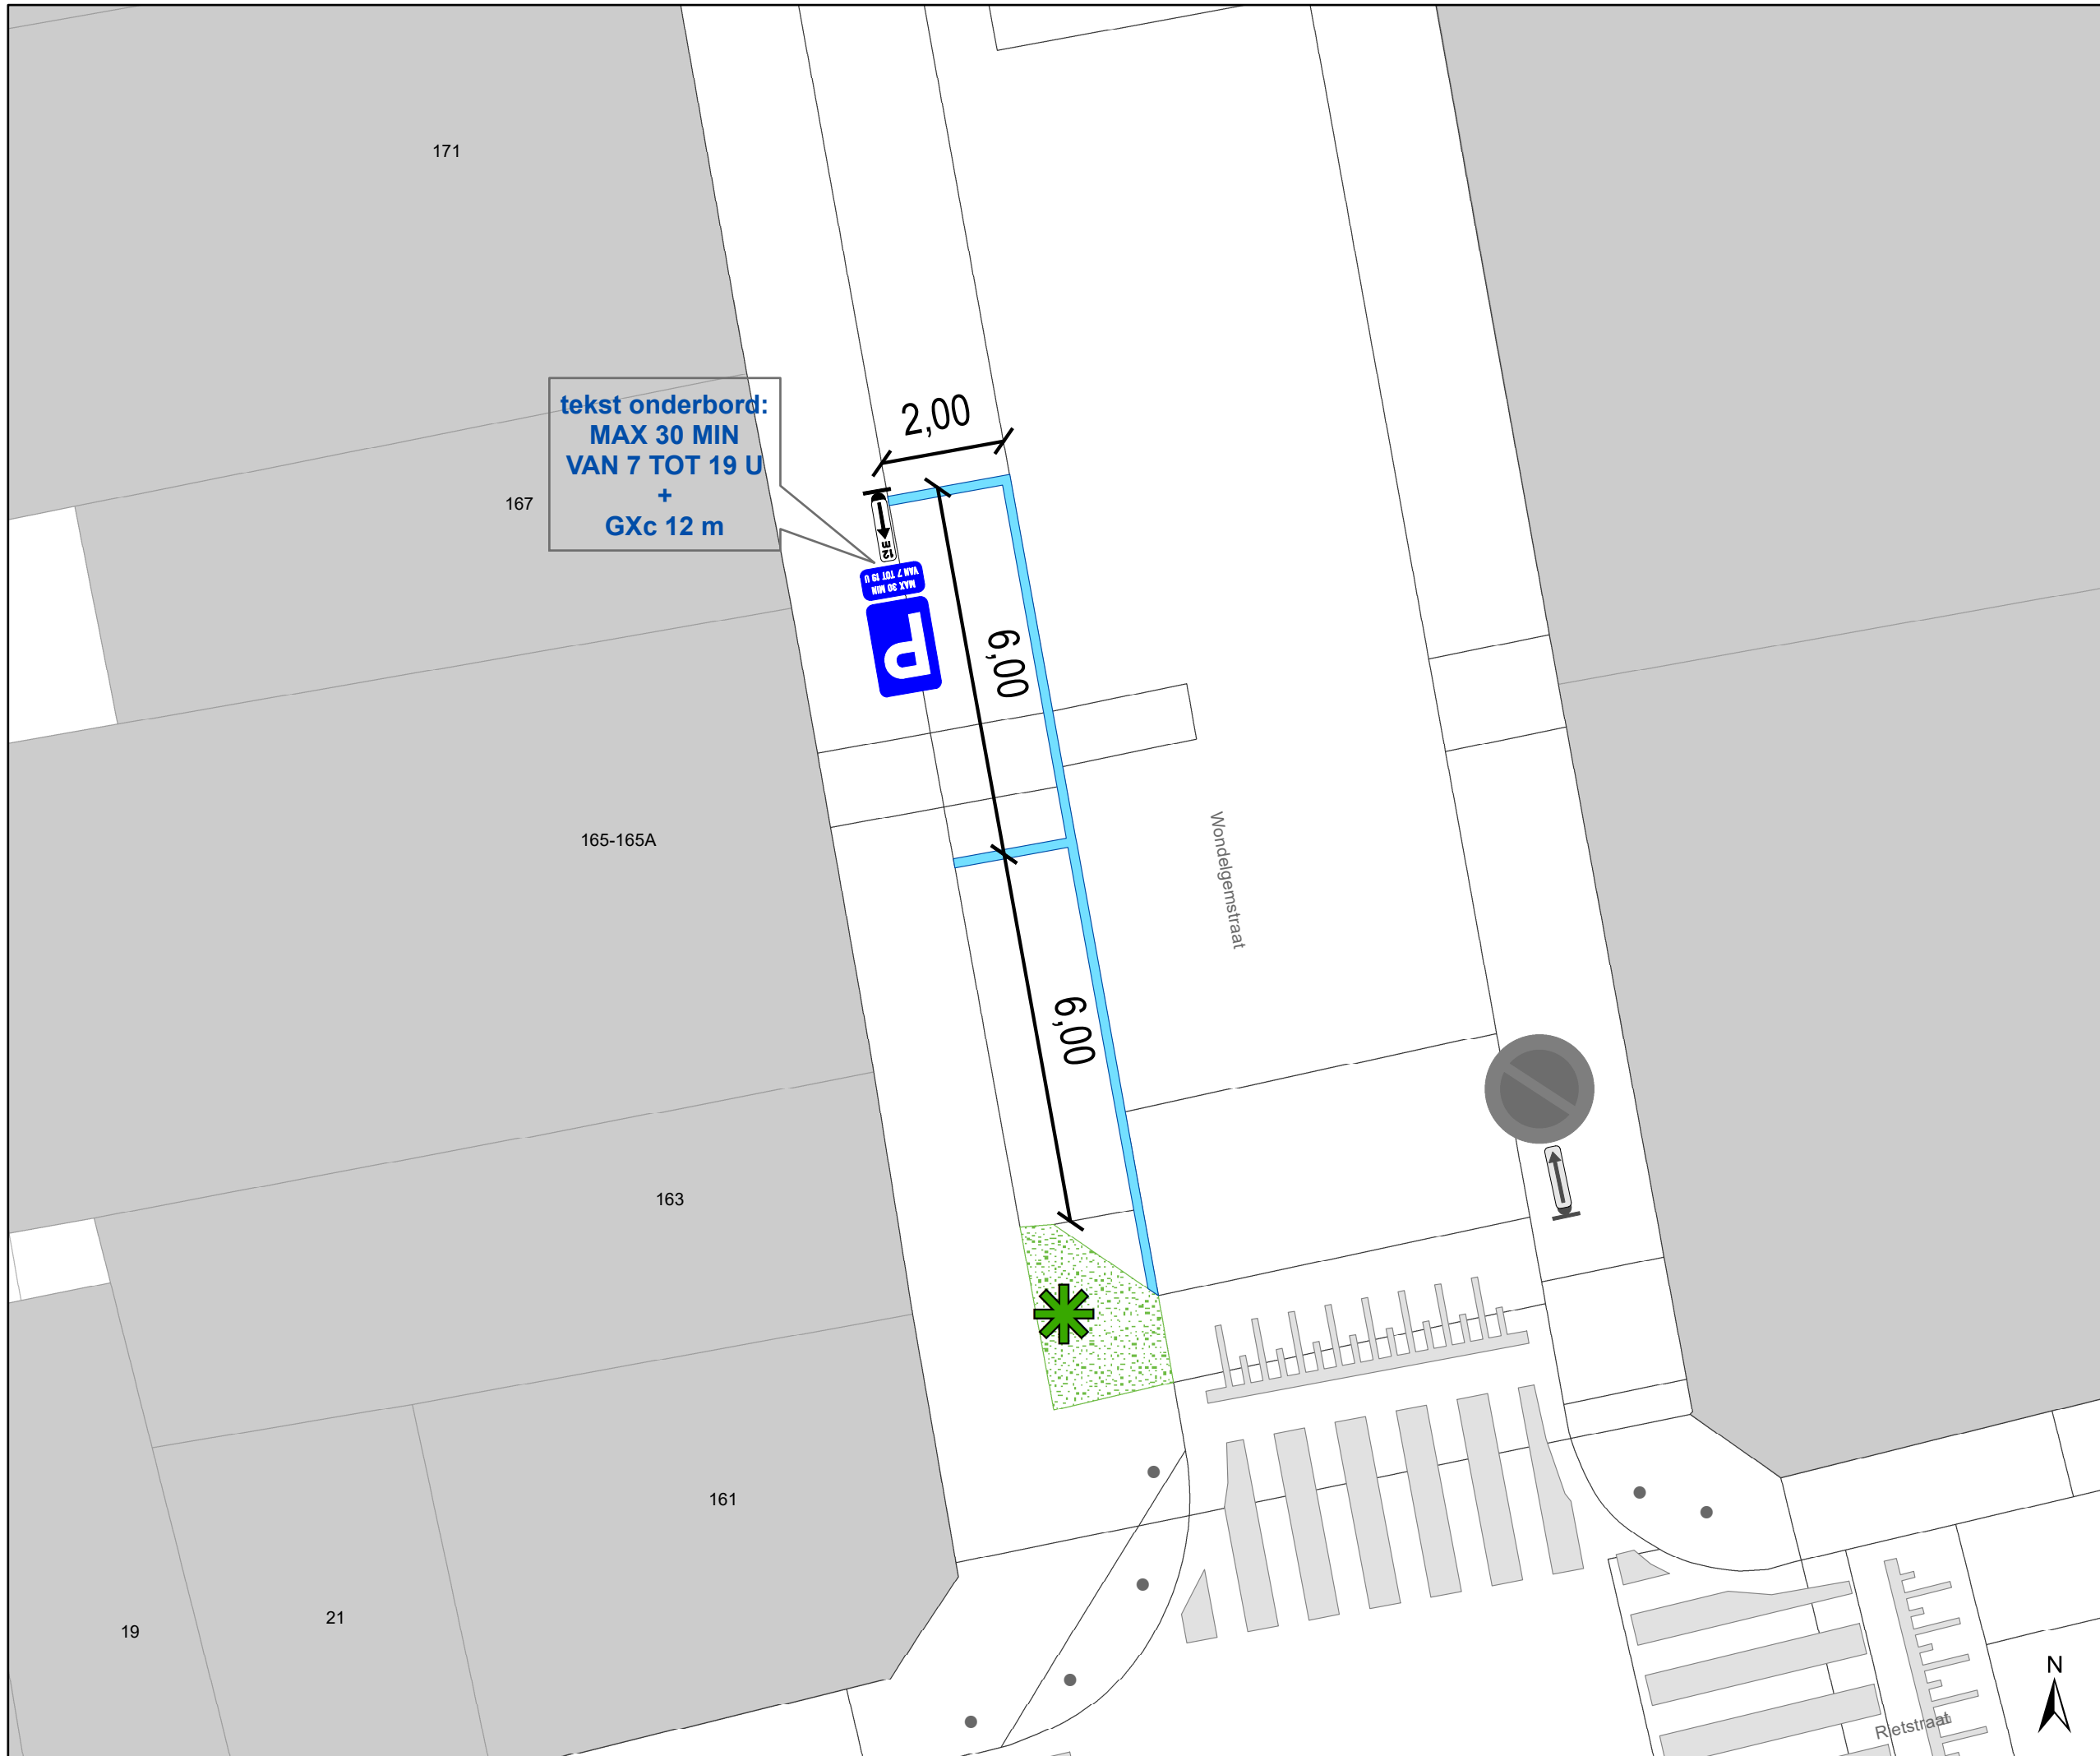 171
tekst onderbord:
MAX 30 MIN
VAN 7 TOT 19 U
+
GXc 12 m
2,00
167
12 m
MAX 30 MIN
VAN 7 TOT 19 U
P
6,00
165-165A
Wondelgemstraat
6,00
163
161
21
19
N
Rietstraat